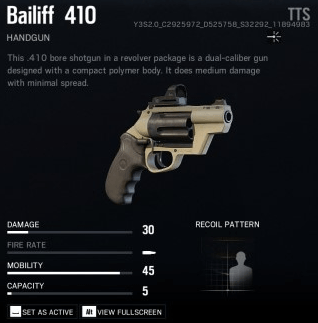 Bailiff 410
TTS
Y3S2.0_C2925972_D525758_S32292_11894983
HANDGUN
This .410 bore shotgun in a revolver package is a dual-caliber gun
designed with a compact polymer body. It does medium damage
with minimal spread.
DAMAGE
30
RECOIL PATTERN
FIRE RATE
MOBILITY
45
CAPACITY
5
SET AS ACTIVE
Alt VIEW FULLSCREEN